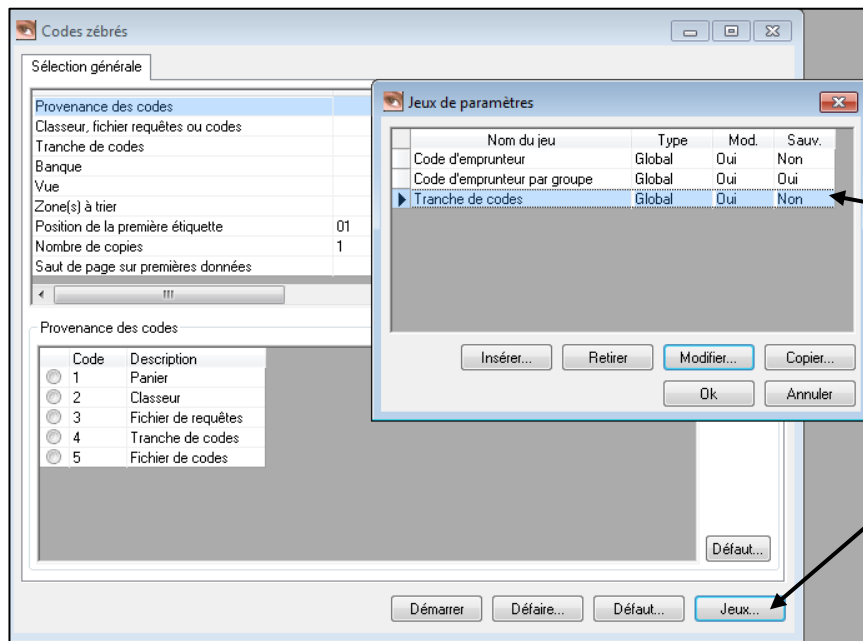 Codes zébrés
Sélection générale
Provenance des codes
Classeur, fichier requêtes ou codes
Tranche de codes
Banque
Vue
Zone(s) à trier
Position de la première étiquette 01
Nombre de copies 1
Saut de page sur premières données
Jeux de paramètres
Nom du jeu Type Mod. Sauv.
Code d'emprunteur Global Oui Non
Code d'emprunteur par groupe Global Oui Oui
Tranche de codes Global Oui Non
Insérer... Retirer Modifier... Copier...
Ok Annuler
Provenance des codes
Code Description
1 Panier
2 Classeur
3 Fichier de requêtes
4 Tranche de codes
5 Fichier de codes
Défaut...
Démarrer Défaire... Défaut... Jeux...